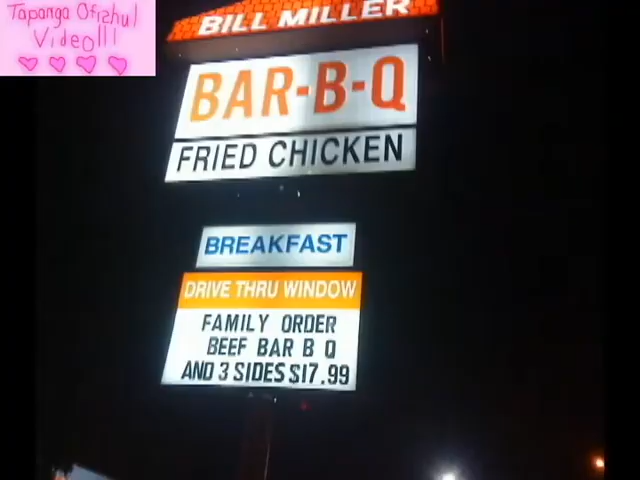 Tapanga Ofizhul
Video!!!
BILL MILLER
BAR-B-Q
FRIED CHICKEN
BREAKFAST
DRIVE THRU WINDOW
FAMILY ORDER
BEEF BAR B Q
AND 3 SIDES $17.99